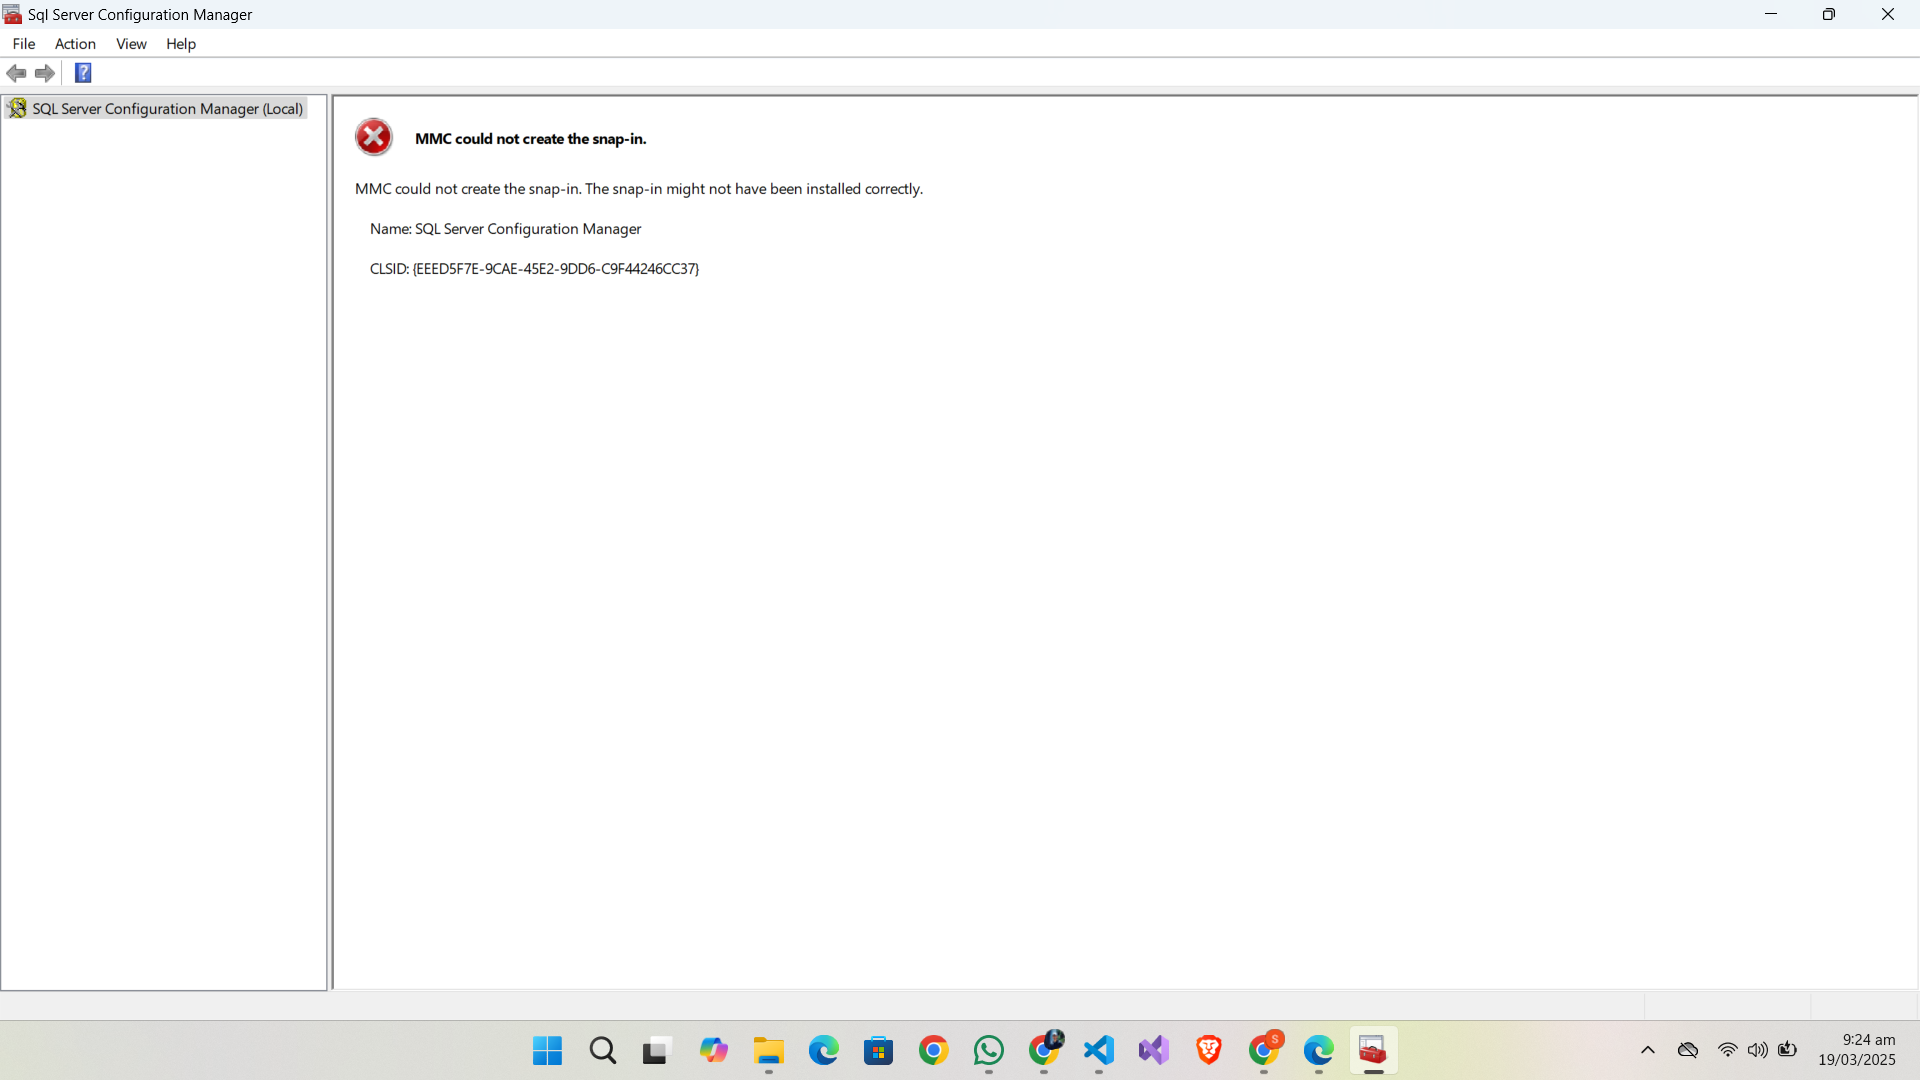 Sql Server Configuration Manager
File Action View Help
?
SQL Server Configuration Manager (Local)
MMC could not create the snap-in.
MMC could not create the snap-in. The snap-in might not have been installed correctly.
Name: SQL Server Configuration Manager
CLSID: {EEED5F7E-9CAE-45E2-9DD6-C9F44246CC37}
S
9:24 am
19/03/2025